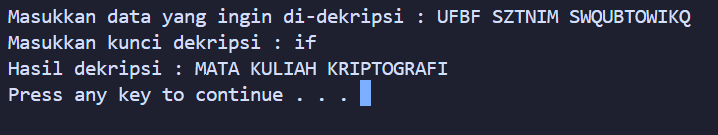 Masukkan data yang ingin di-dekripsi : UFBF SZTNIM SWQUBTOWIKQ
Masukkan kunci dekripsi : if
Hasil dekripsi : MATA KULIAH KRIPTOGRAFI
Press any key to continue . . .